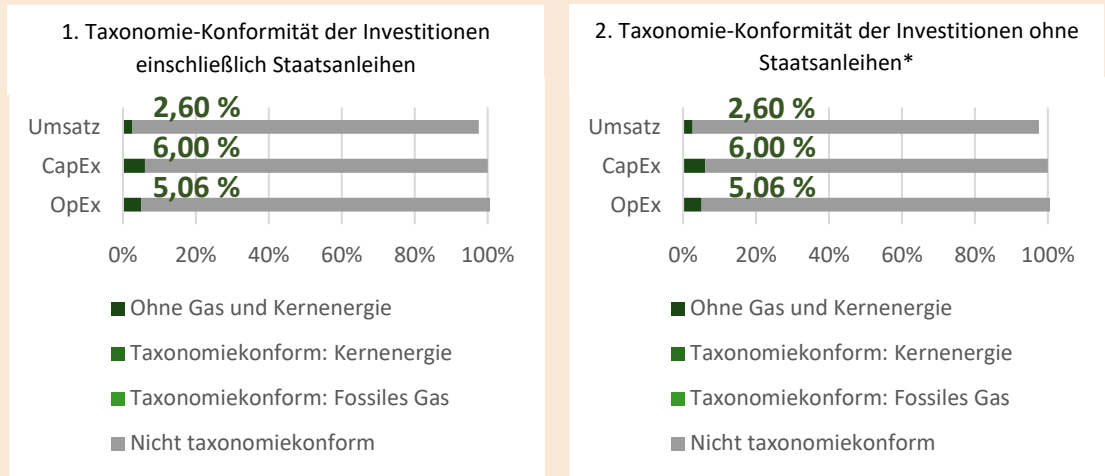 1. Taxonomie-Konformität der Investitionen
einschließlich Staatsanleihen
2,60 %
Umsatz
6,00 %
CapEx
5,06 %
OpEx
0% 20% 40% 60% 80% 100%
Ohne Gas und Kernenergie
Taxonomiekonform: Kernenergie
Taxonomiekonform: Fossiles Gas
Nicht taxonomiekonform
2. Taxonomie-Konformität der Investitionen ohne
Staatsanleihen*
2,60 %
Umsatz
6,00 %
CapEx
5,06 %
OpEx
0% 20% 40% 60% 80% 100%
Ohne Gas und Kernenergie
Taxonomiekonform: Kernenergie
Taxonomiekonform: Fossiles Gas
Nicht taxonomiekonform